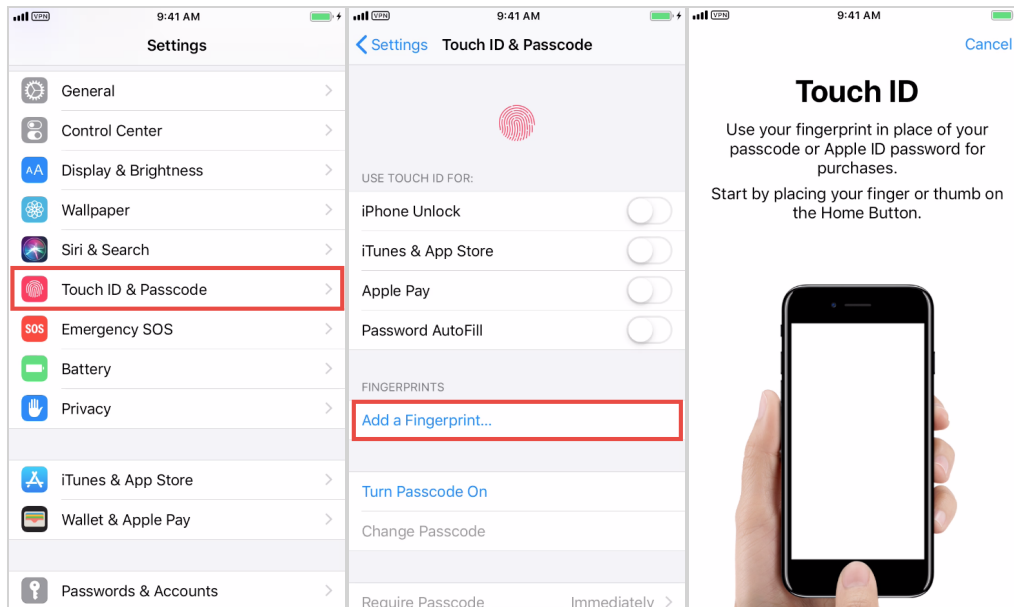 VPN 9:41 AM
Settings
General
Control Center
AA Display & Brightness
Wallpaper
Siri & Search
Touch ID & Passcode
SOS Emergency SOS
Battery
Privacy
iTunes & App Store
Wallet & Apple Pay
Passwords & Accounts
VPN 9:41 AM
Settings Touch ID & Passcode
USE TOUCH ID FOR:
iPhone Unlock
iTunes & App Store
Apple Pay
Password AutoFill
FINGERPRINTS
Add a Fingerprint...
Turn Passcode On
Change Passcode
Require Passcode Immediately
VPN 9:41 AM
Cancel
Touch ID
Use your fingerprint in place of your
passcode or Apple ID password for
purchases.
Start by placing your finger or thumb on
the Home Button.